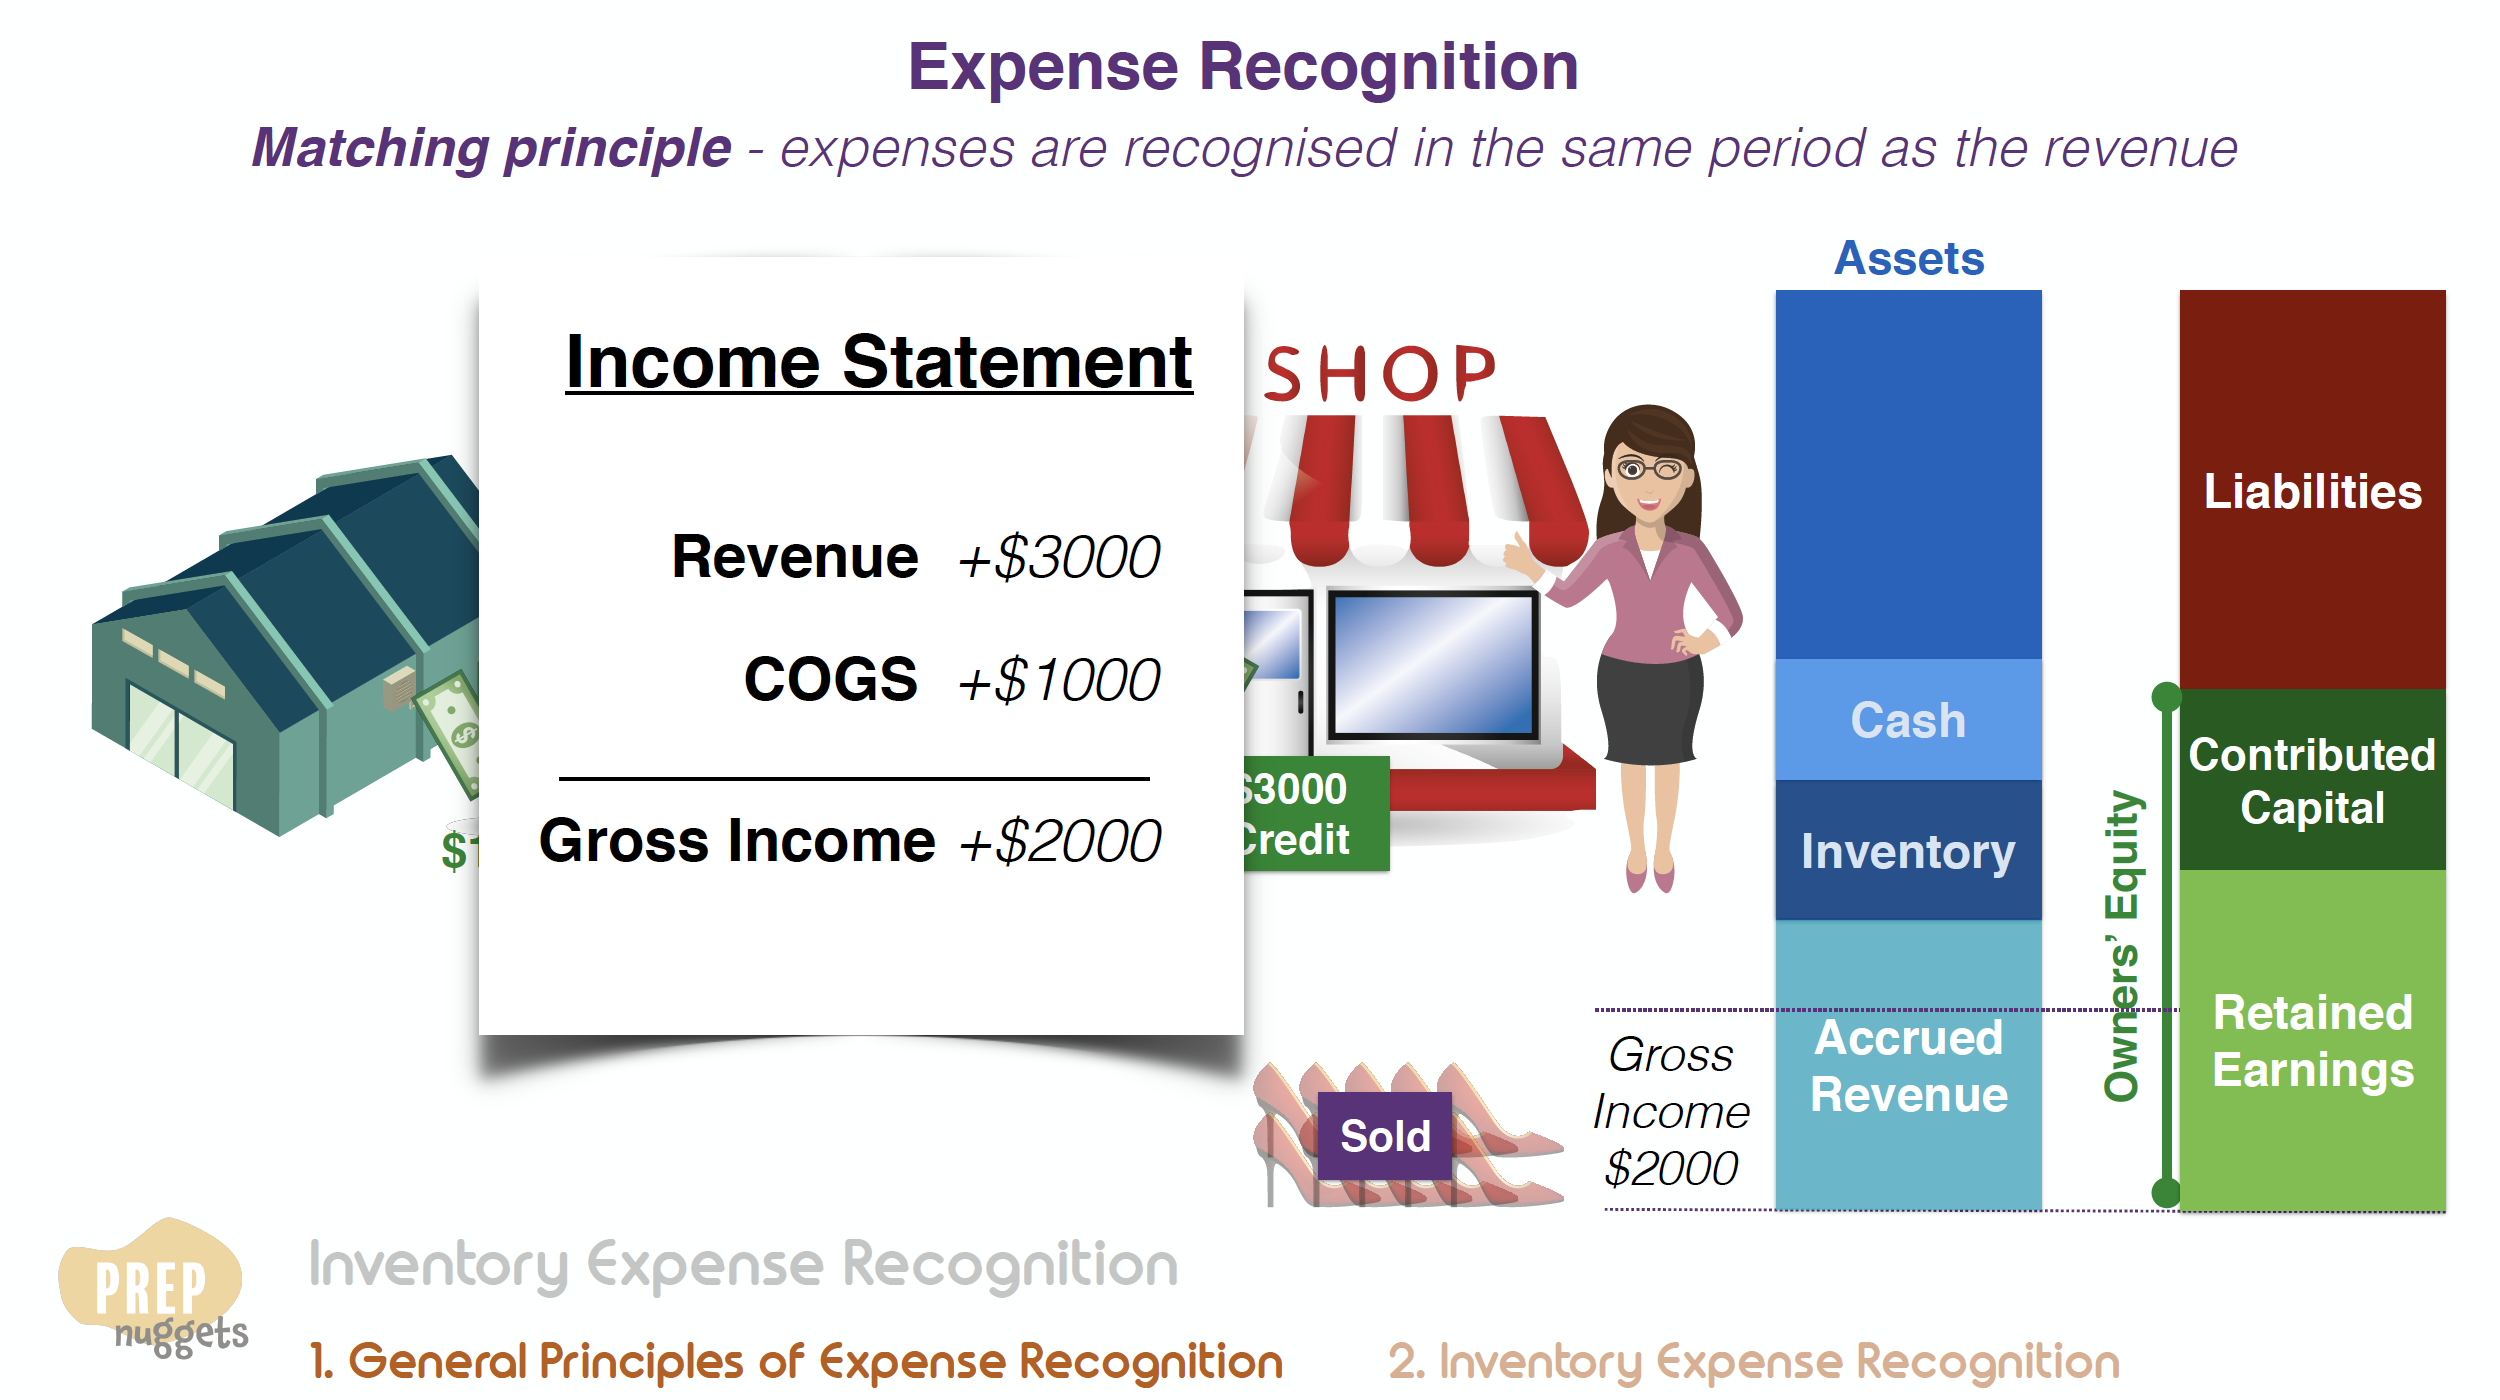 Expense Recognition
Matching principle - expenses are recognised in the same period as the revenue
Income Statement
Revenue +$3000
COGS +$1000
Gross Income +$2000
$1
SHOP
$3000
Credit
Sold
Gross
Income
$2000
Assets
Cash
Inventory
Accrued
Revenue
Owners’ Equity
Liabilities
Contributed
Capital
Retained
Earnings
PREP
nuggets
Inventory Expense Recognition
1. General Principles of Expense Recognition
2. Inventory Expense Recognition